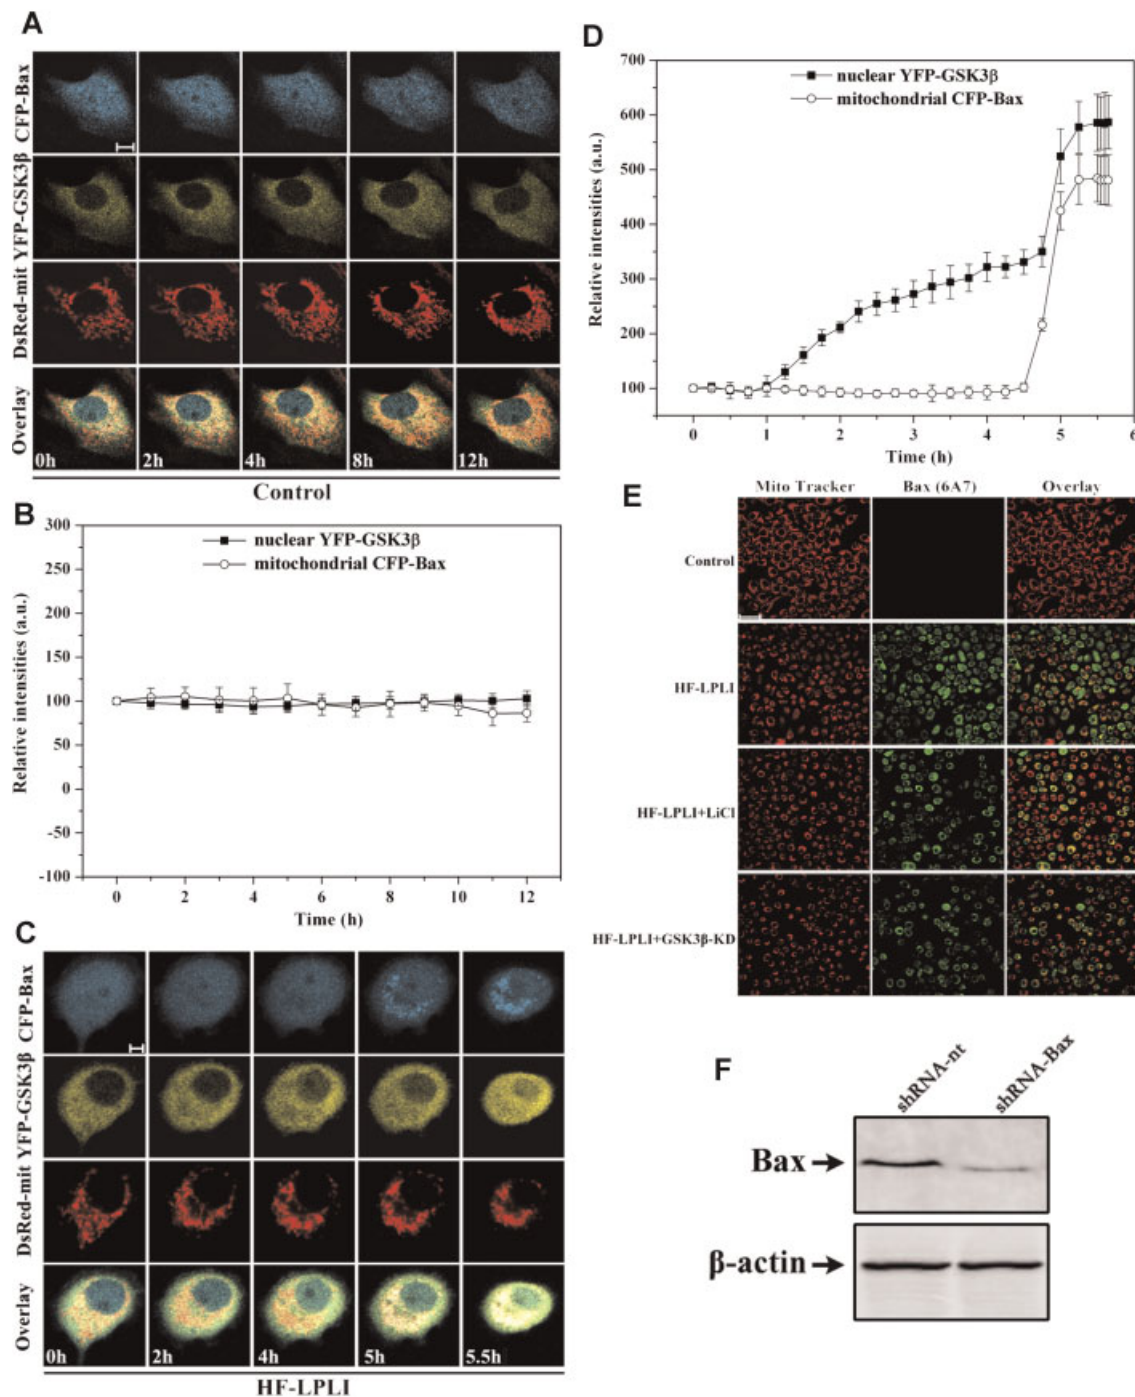 A
CFP-Bax
YFP-GSK3β
DsRed-mit
Overlay
0h
2h
4h
8h
12h
Control
B
300
250
200
150
100
50
0
-50
-100
Relative intensities (a.u.)
nuclear YFP-GSK3β
mitochondrial CFP-Bax
0
2
4
6
8
10
12
Time (h)
C
CFP-Bax
YFP-GSK3β
DsRed-mit
Overlay
0h
2h
4h
5h
5.5h
HF-LPLI
D
700
600
500
400
300
200
100
Relative intensities (a.u.)
nuclear YFP-GSK3β
mitochondrial CFP-Bax
0
1
2
3
4
5
6
Time (h)
E
Mito Tracker
Bax (6A7)
Overlay
Control
HF-LPLI
HF-LPLI+LiCl
HF-LPLI+GSK3β-KD
F
shRNA-nt
shRNA-Bax
Bax
β-actin